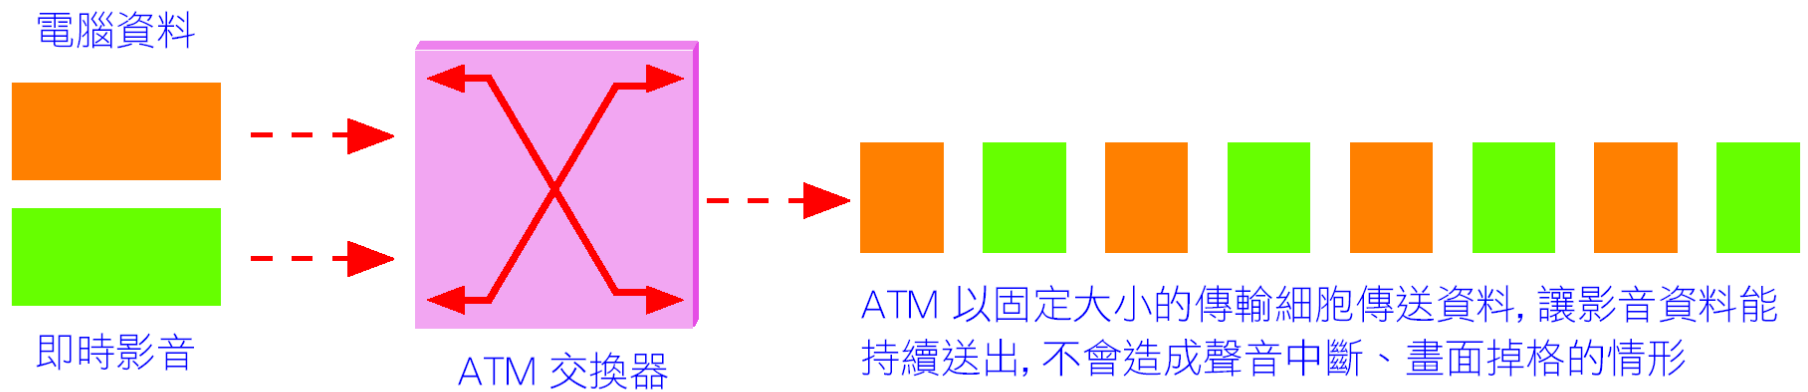 電腦資料
即時影音
ATM 交換器
ATM 以固定大小的傳輸細胞傳送資料, 讓影音資料能
持續送出, 不會造成聲音中斷、畫面掉格的情形